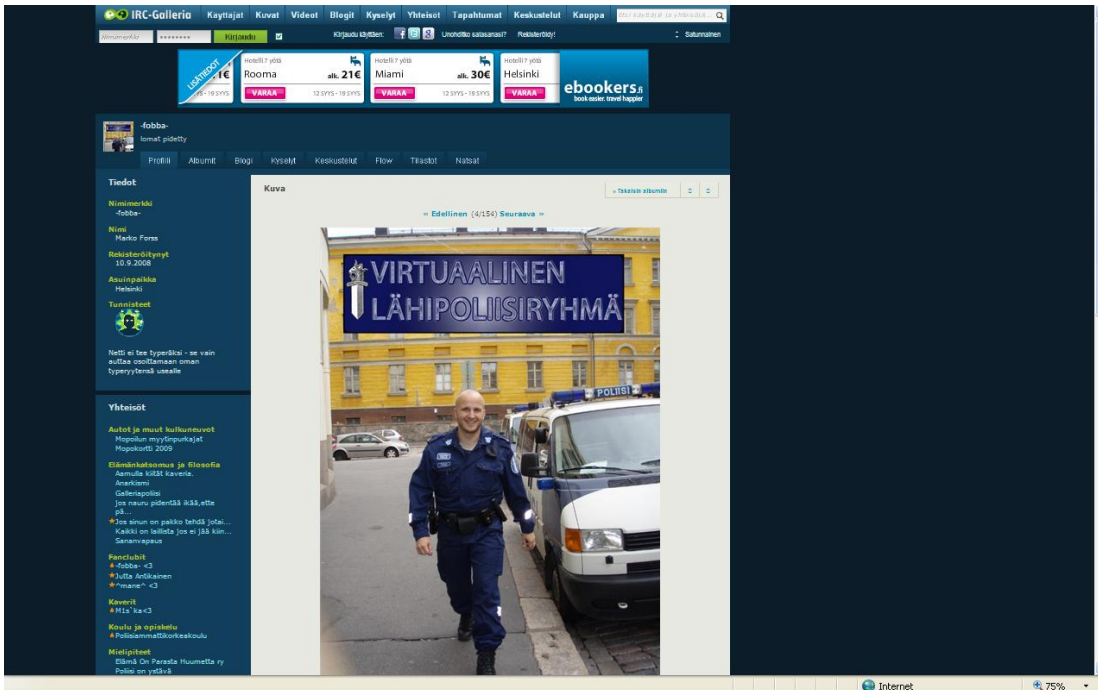 IRC-Galleria Käyttäjät Kuvat Videot Blogit Kyselyt Yhteisöt Tapahtumat Keskustelut Kauppa
Nimimerkki •••••••• Kirjaudu Kirjaudu käyttäen: Unohditko salasanasi? Rekisteröidy! Satunnainen
LISÄTIEDOT
Hotelli 7 yötä Hotelli 7 yötä Hotelli 7 yötä
1€ Rooma alk. 21€ Miami alk. 30€ Helsinki
VARAA 12 SYYS - 19 SYYS VARAA 12 SYYS - 19 SYYS VARAA
ebookers.fi
book easier. travel happier
-fobba-
lomat pidetty
Profiili Albumit Blogi Kyselyt Keskustelut Flow Tilastot Natsat
Tiedot
Nimimerkki
-fobba-
Nimi
Marko Forss
Rekisteröitynyt
10.9.2008
Asuinpaikka
Helsinki
Tunnisteet
Netti ei tee typeräksi - se vain
auttaa osoittamaan oman
typeryytensä usealle
Yhteisöt
Autot ja muut kulkuneuvot
Mopoilun myytinpurkajat
Mopokortti 2009
Elämänkatsomus ja filosofia
Aamulla kiität kaveria.
Anarkismi
Galleriapoliisi
jos nauru pidentää ikää,ette
pä...
Jos sinun on pakko tehdä jotai...
Kaikki on laillista jos ei jää kiin...
Sananvapaus
Fanclubit
-fobba- <3
Jutta Antikainen
^mane^ <3
Kaverit
M1s`ka<3
Koulu ja opiskelu
Poliisiammattikorkeakoulu
Mielipiteet
Elämä On Parasta Huumetta ry
Poliisi on ystävä
Kuva
« Takaisin albumiin
« Edellinen (4/154) Seuraava »
VIRTUAALINEN
LÄHIPOLIISIRYHMÄ
POLIISI
Internet 75%